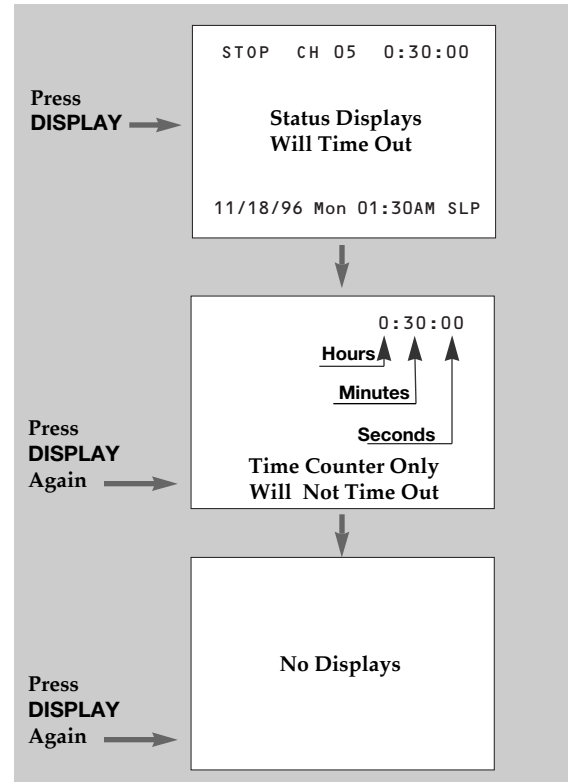 STOP CH 05 0:30:00
Press
DISPLAY
Status Displays
Will Time Out
11/18/96 Mon 01:30AM SLP
0:30:00
Hours
Minutes
Seconds
Press
DISPLAY
Again
Time Counter Only
Will Not Time Out
No Displays
Press
DISPLAY
Again